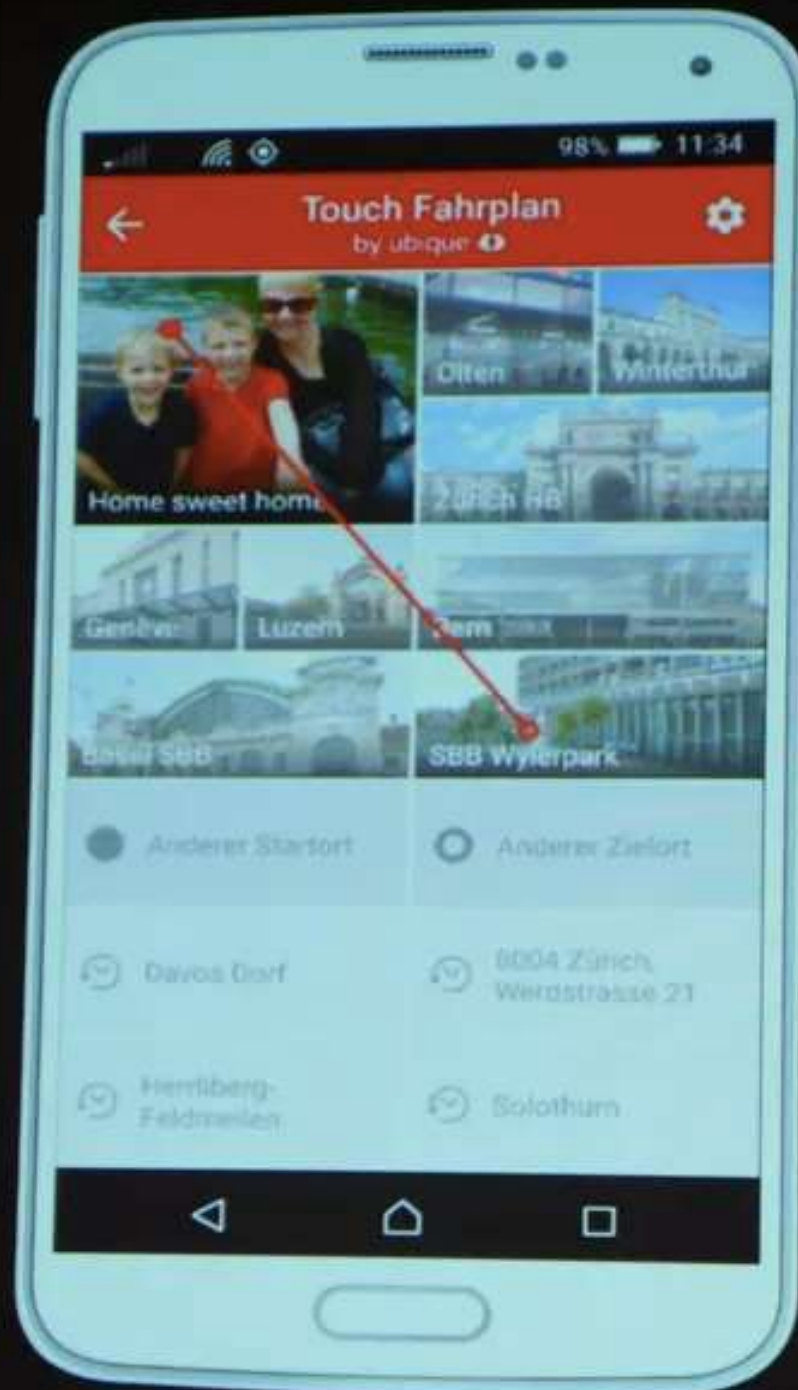 98% 11:34
Touch Fahrplan
by ubique
Home sweet home
Olten
Winterthur
Zürich HB
Genève
Luzern
Bern
Basel SBB
SBB Wylerpark
Anderer Startort
Anderer Zielort
Davos Dorf
8004 Zürich,
Werdstrasse 21
Herrliberg-
Feldmeilen
Solothurn